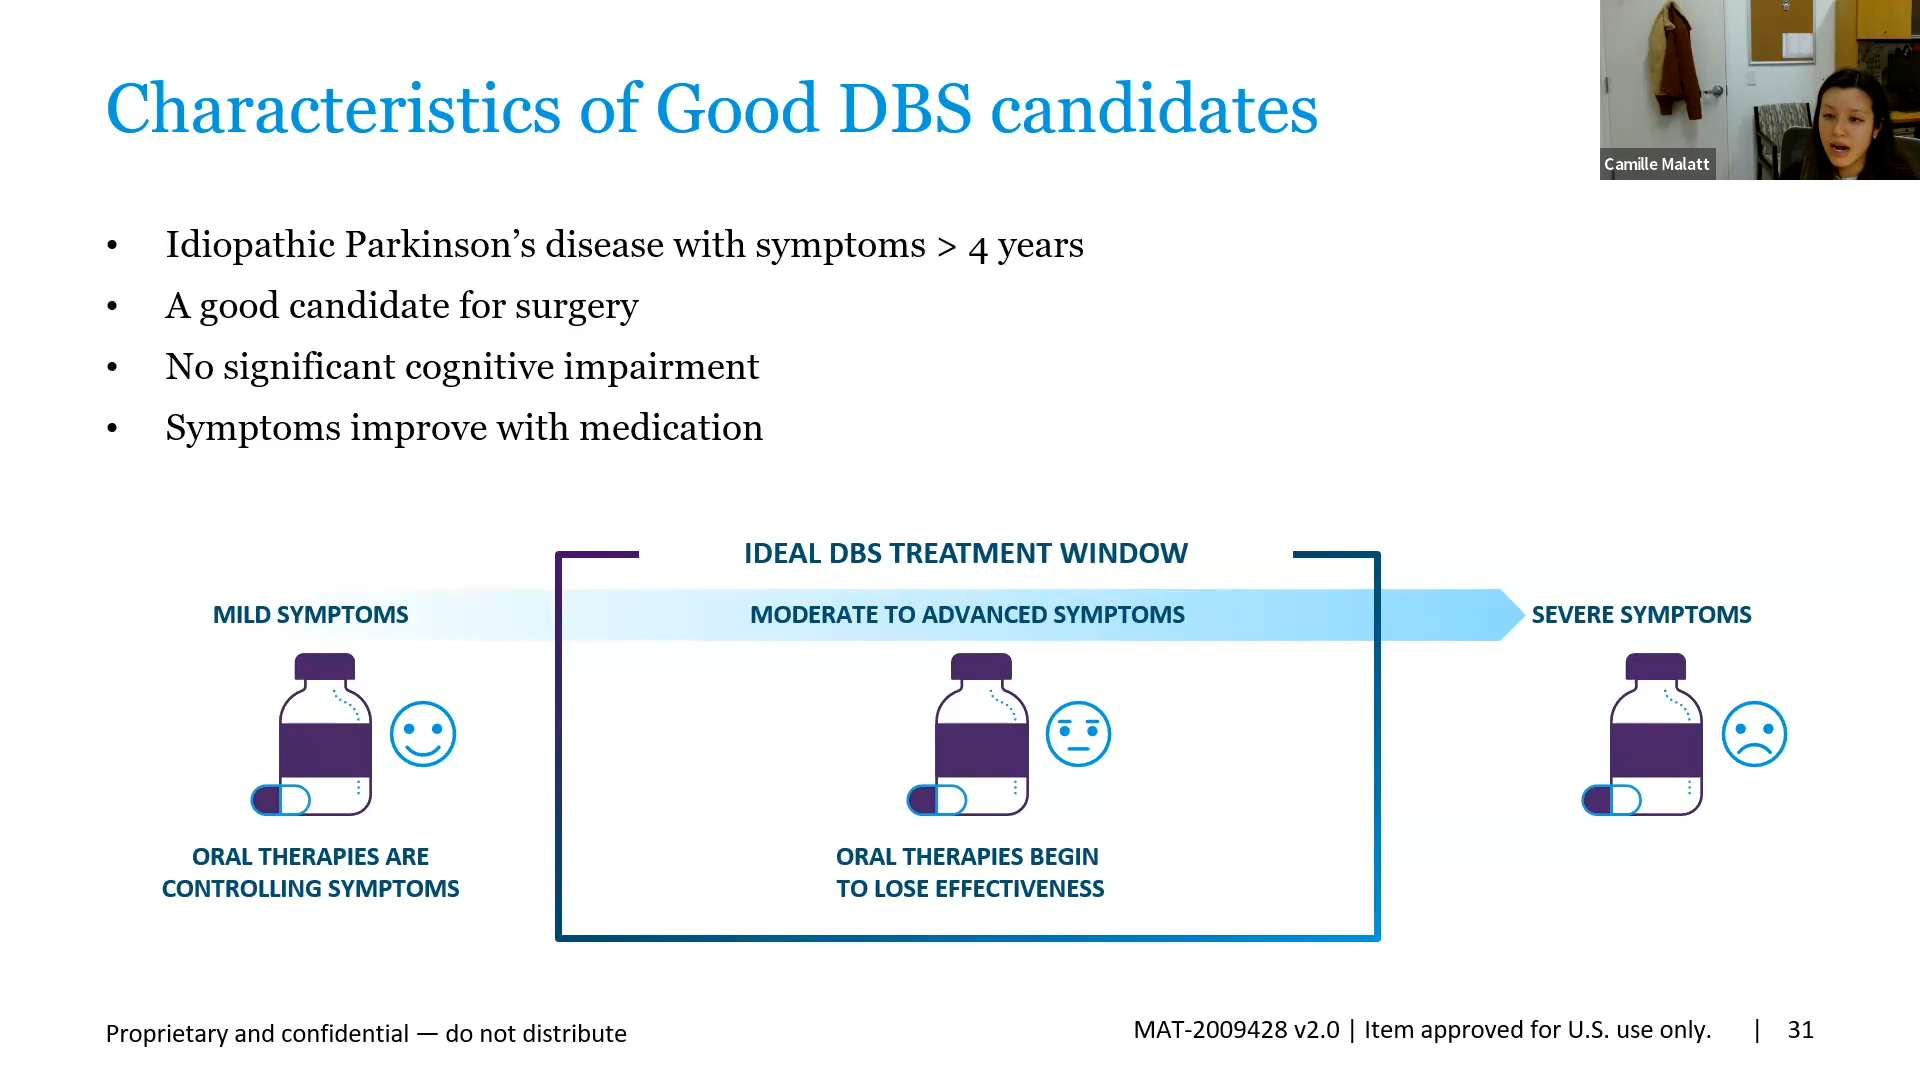 Characteristics of Good DBS candidates
Camille Malatt
• Idiopathic Parkinson’s disease with symptoms > 4 years
• A good candidate for surgery
• No significant cognitive impairment
• Symptoms improve with medication
IDEAL DBS TREATMENT WINDOW
MILD SYMPTOMS
MODERATE TO ADVANCED SYMPTOMS
SEVERE SYMPTOMS
ORAL THERAPIES ARE
CONTROLLING SYMPTOMS
ORAL THERAPIES BEGIN
TO LOSE EFFECTIVENESS
Proprietary and confidential — do not distribute
MAT-2009428 v2.0 | Item approved for U.S. use only. | 31